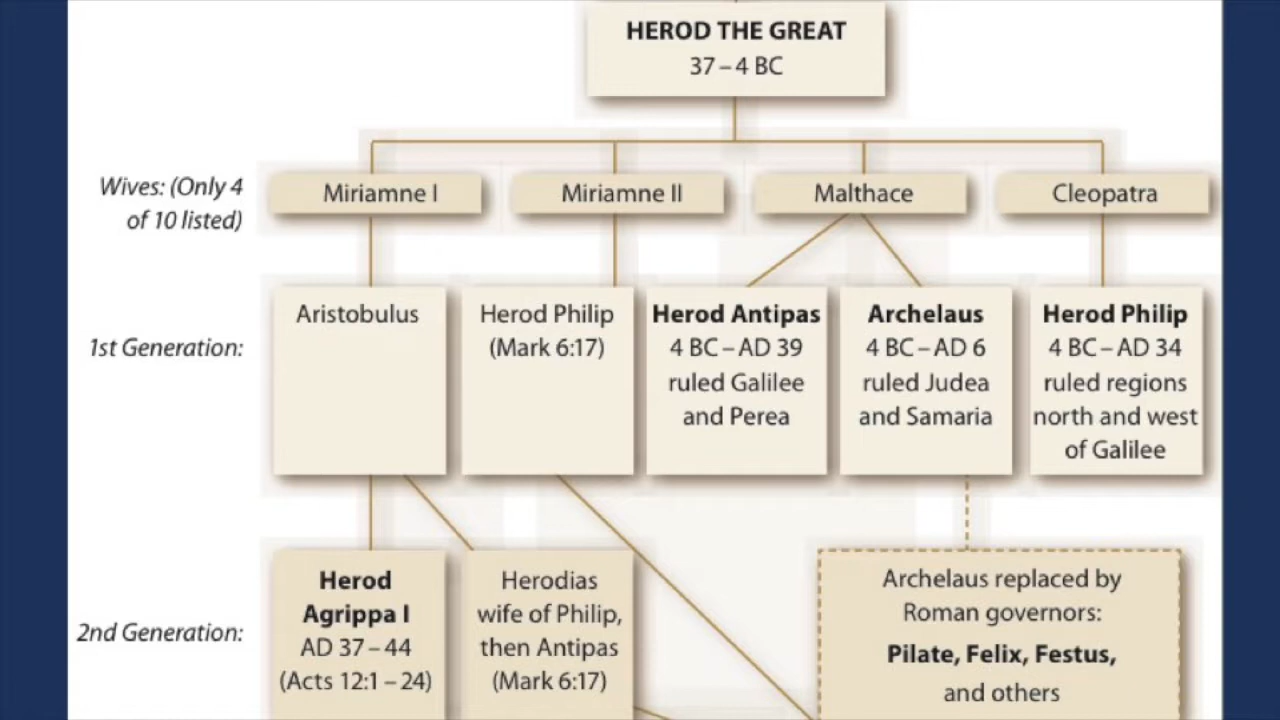 HEROD THE GREAT
37 – 4 BC
Wives: (Only 4
of 10 listed)
Miriamne I
Miriamne II
Malthace
Cleopatra
1st Generation:
Aristobulus
Herod Philip
(Mark 6:17)
Herod Antipas
4 BC – AD 39
ruled Galilee
and Perea
Archelaus
4 BC – AD 6
ruled Judea
and Samaria
Herod Philip
4 BC – AD 34
ruled regions
north and west
of Galilee
2nd Generation:
Herod
Agrippa I
AD 37 – 44
(Acts 12:1 – 24)
Herodias
wife of Philip,
then Antipas
(Mark 6:17)
Archelaus replaced by
Roman governors:
Pilate, Felix, Festus,
and others